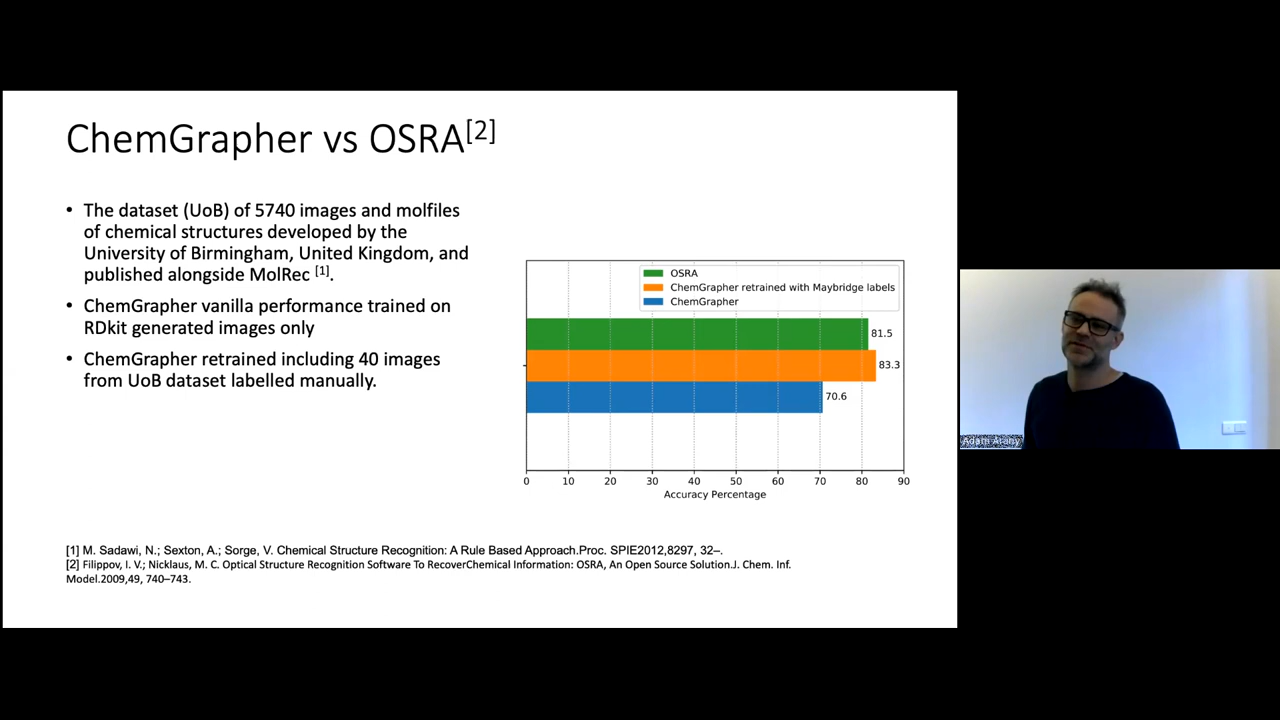 ChemGrapher vs OSRA[2]
• The dataset (UoB) of 5740 images and molfiles
of chemical structures developed by the
University of Birmingham, United Kingdom, and
published alongside MolRec [1].
• ChemGrapher vanilla performance trained on
RDkit generated images only
• ChemGrapher retrained including 40 images
from UoB dataset labelled manually.
OSRA
ChemGrapher retrained with Maybridge labels
ChemGrapher
81.5
83.3
70.6
0 10 20 30 40 50 60 70 80 90
Accuracy Percentage
[1] M. Sadawi, N.; Sexton, A.; Sorge, V. Chemical Structure Recognition: A Rule Based Approach.Proc. SPIE2012,8297, 32–.
[2] Filippov, I. V.; Nicklaus, M. C. Optical Structure Recognition Software To RecoverChemical Information: OSRA, An Open Source Solution.J. Chem. Inf.
Model.2009,49, 740–743.
Adam Arany